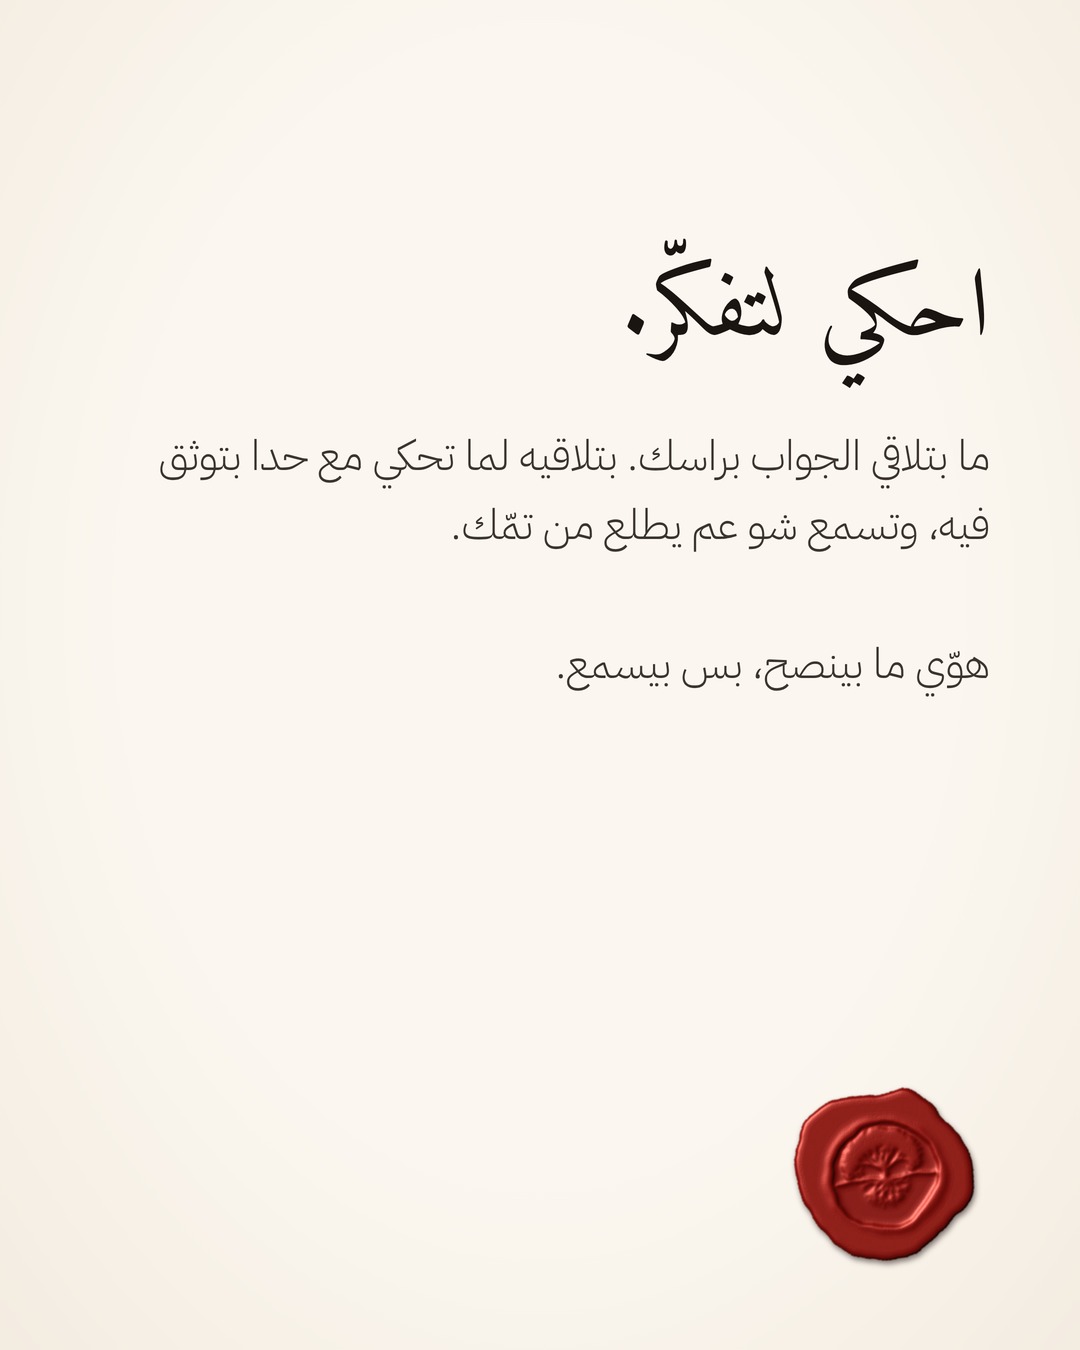 احكي لتفكّر.
ما بتلاقي الجواب براسك. بتلاقيه لما تحكي مع حدا بتوثق
فيه، وتسمع شو عم يطلع من تمّك.
هوّي ما بينصح، بس بيسمع.